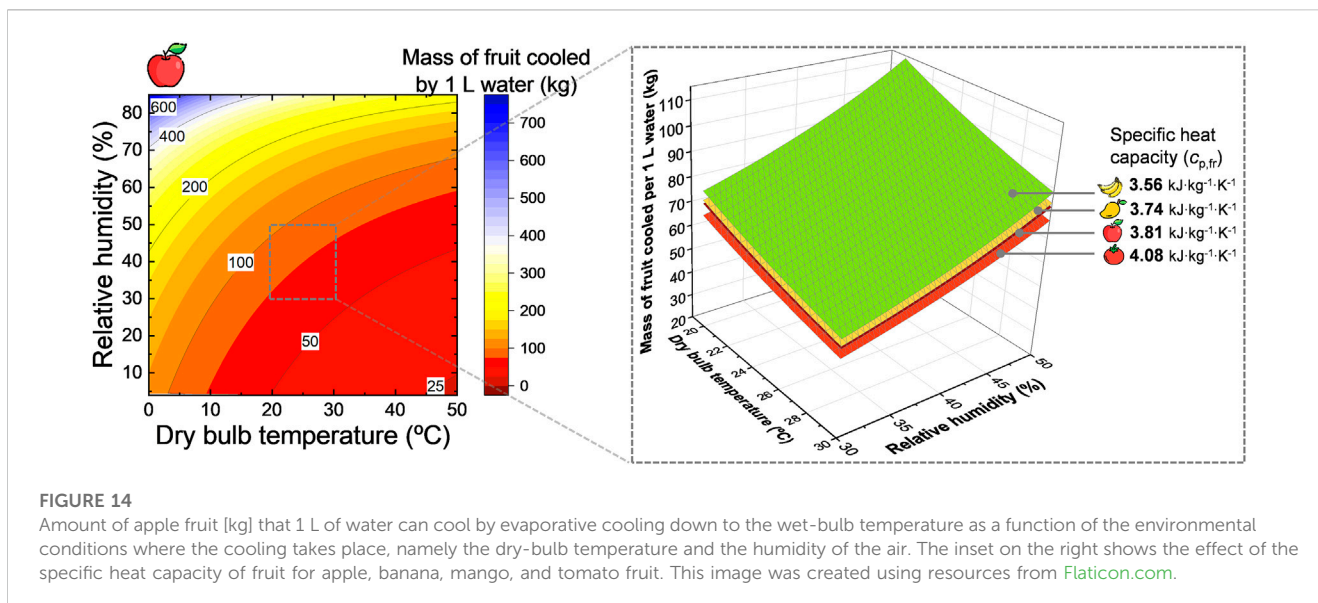 Mass of fruit cooled
by 1 L water (kg)
Relative humidity (%)
80
70
60
50
40
30
20
10
600
400
200
100
50
25
0
10
20
30
40
50
Dry bulb temperature (ºC)
700
600
500
400
300
200
100
0
Mass of fruit cooled per 1 L water (kg)
110
100
90
80
70
60
50
40
30
20
20
22
24
26
28
30
Dry bulb temperature (ºC)
30
35
40
45
50
Relative humidity (%)
Specific heat
capacity (cp,fr)
3.56 kJ·kg-1·K-1
3.74 kJ·kg-1·K-1
3.81 kJ·kg-1·K-1
4.08 kJ·kg-1·K-1
FIGURE 14
Amount of apple fruit [kg] that 1 L of water can cool by evaporative cooling down to the wet-bulb temperature as a function of the environmental
conditions where the cooling takes place, namely the dry-bulb temperature and the humidity of the air. The inset on the right shows the effect of the
specific heat capacity of fruit for apple, banana, mango, and tomato fruit. This image was created using resources from Flaticon.com.